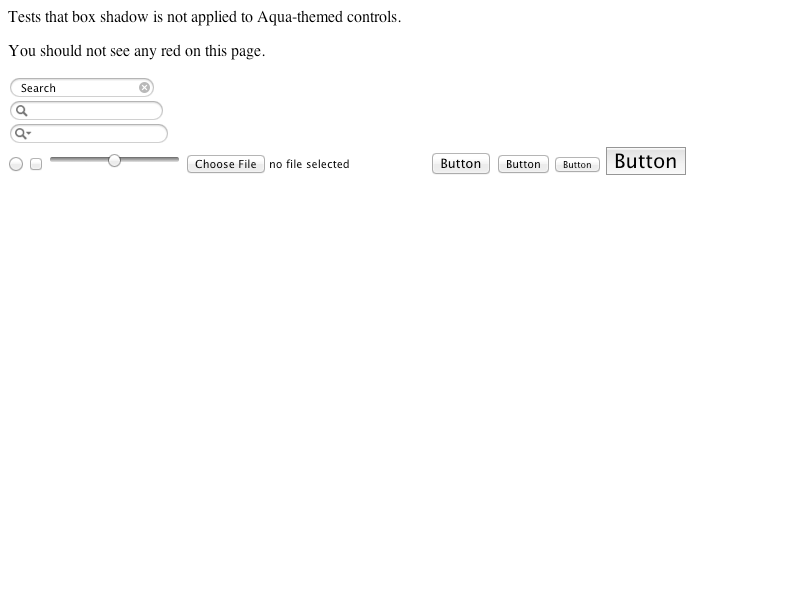 Tests that box shadow is not applied to Aqua-themed controls.
You should not see any red on this page.
Search
Choose File no file selected Button Button Button Button